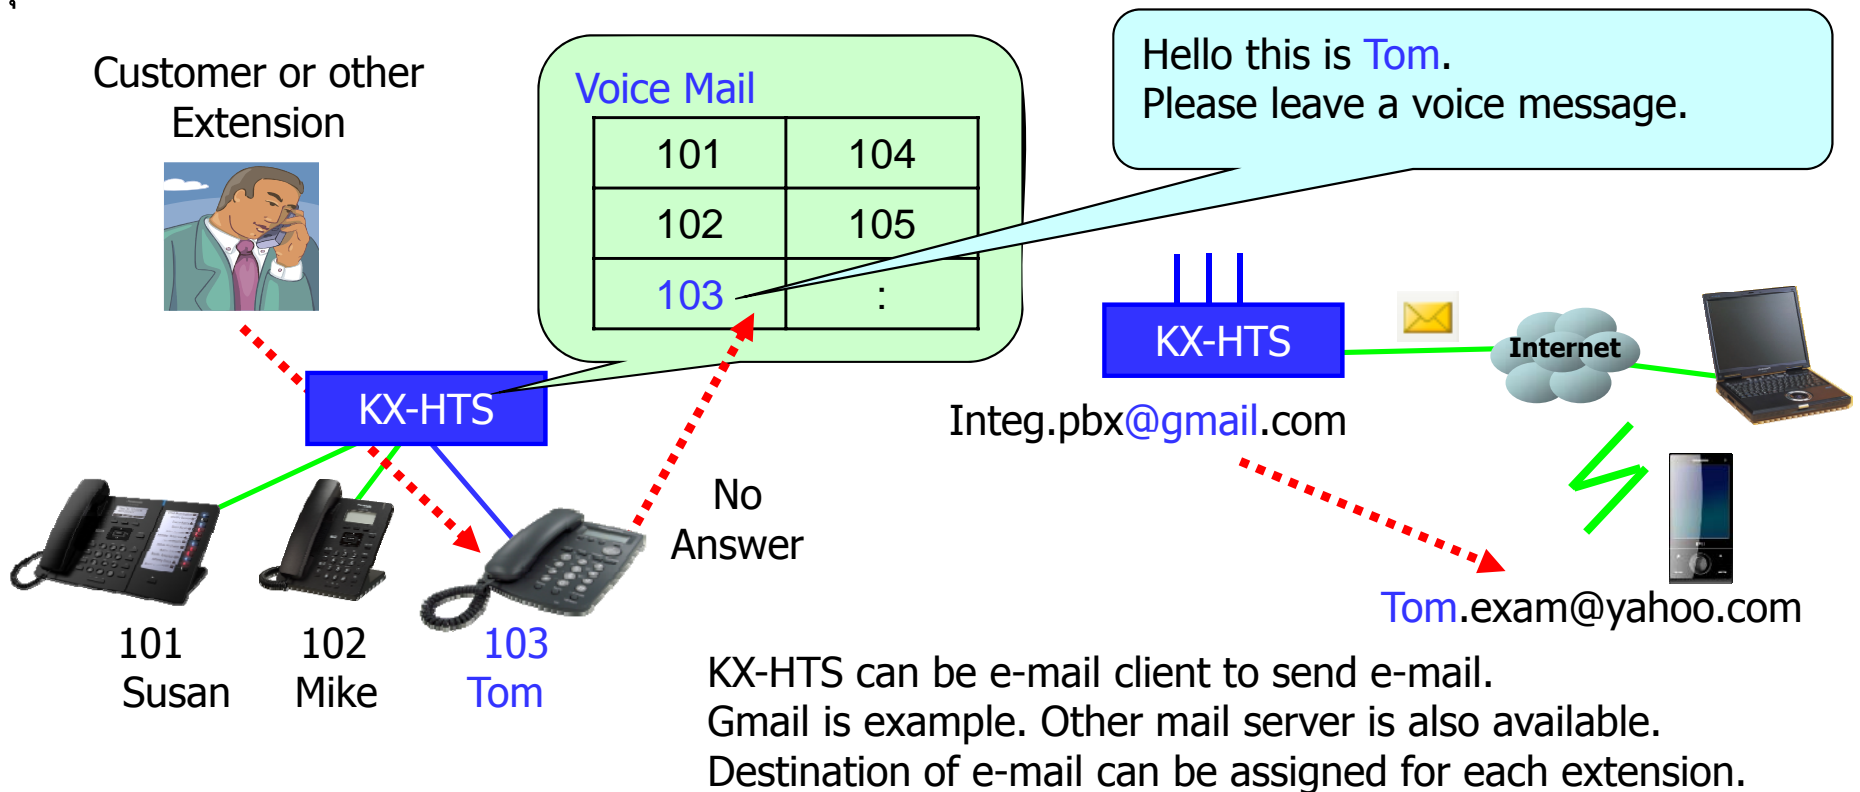 Customer or other
Extension
Voice Mail
101 104
102 105
103 :
Hello this is Tom.
Please leave a voice message.
KX-HTS
No
Answer
101
Susan
102
Mike
103
Tom
KX-HTS
Internet
Integ.pbx@gmail.com
Tom.exam@yahoo.com
KX-HTS can be e-mail client to send e-mail.
Gmail is example. Other mail server is also available.
Destination of e-mail can be assigned for each extension.